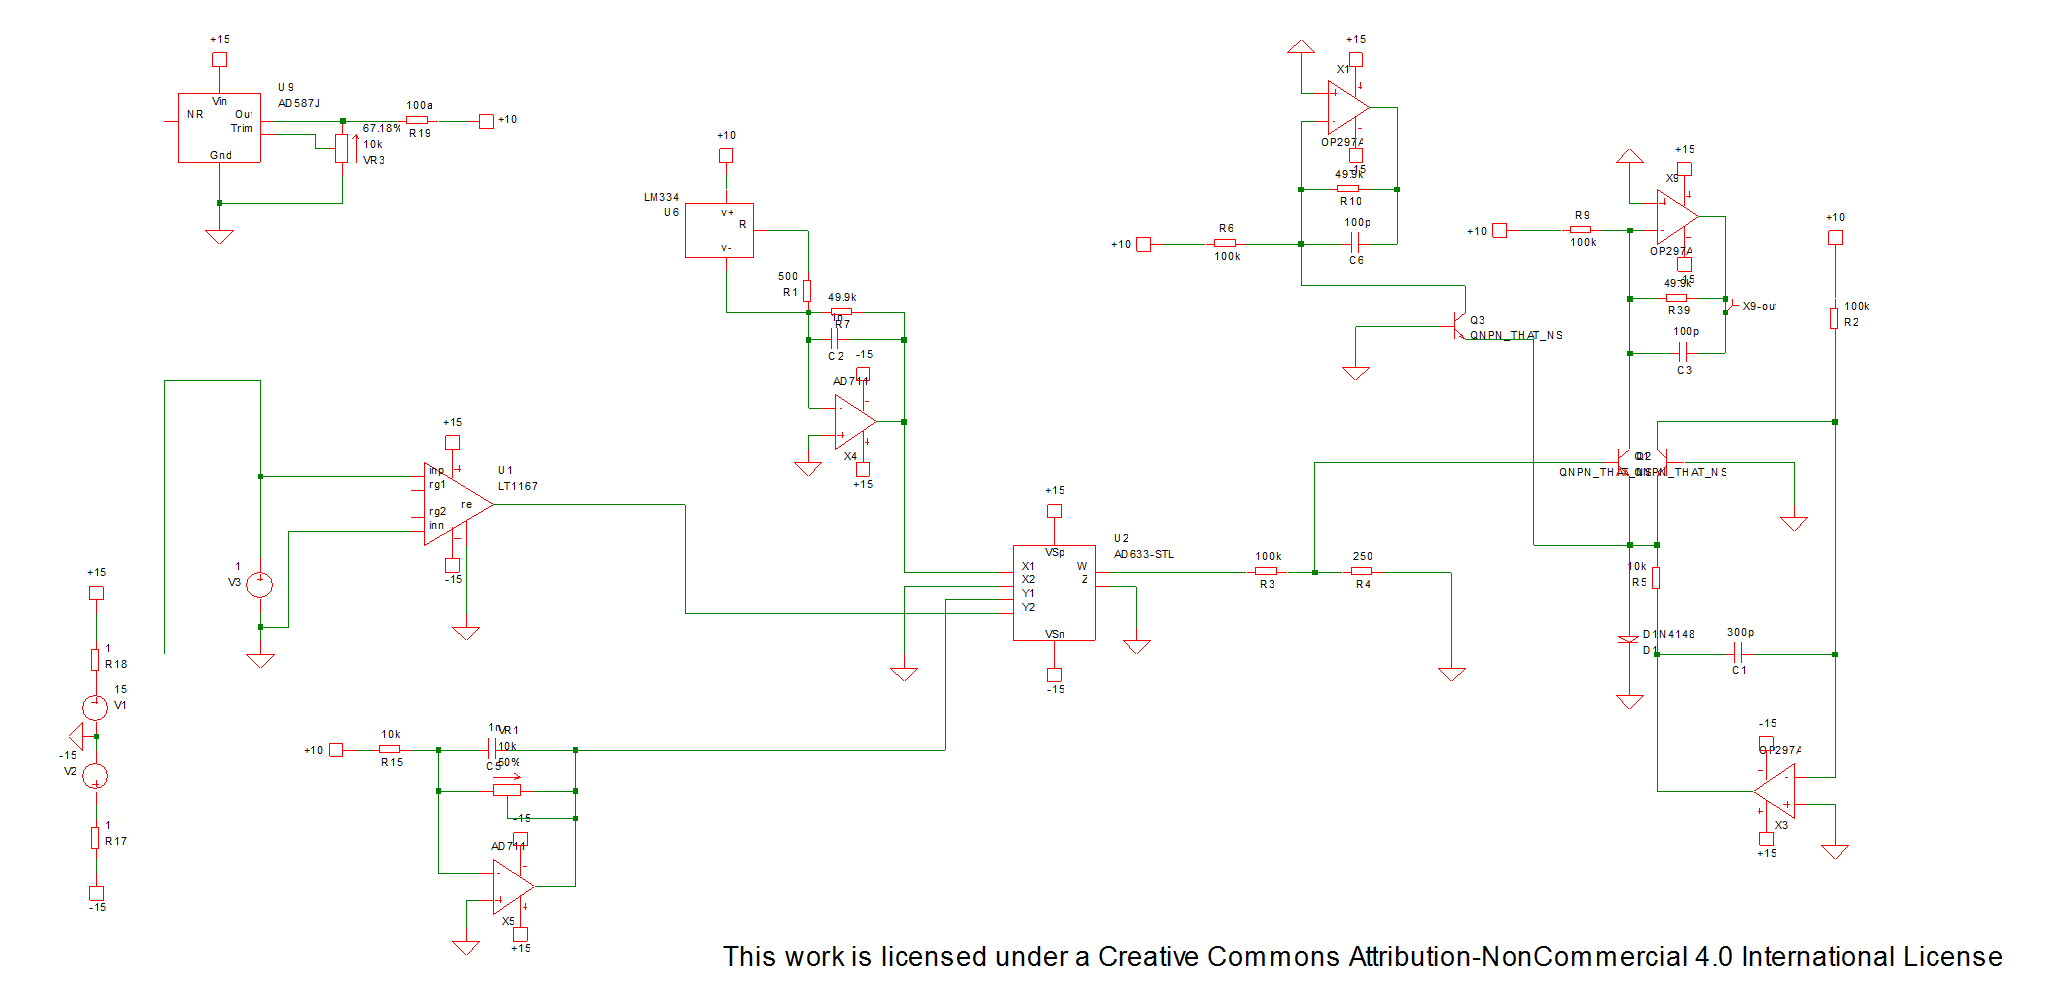 +15
U9
AD587J
Vin
NR
Out
Trim
Gnd
67.18%
10k
VR3
100a
R19
+10
+10
LM334
U6
v+
R
v-
500
R1
49.9k
R7
1n
C2
-15
AD711
X4
+15
+15
X1
OP297A
-15
49.9k
R10
100p
C6
+10
R6
100k
Q3
QNPN_THAT_NS
+15
X9
OP297A
-15
+10
R9
100k
49.9k
R39
X9-out
100p
C3
+10
100k
R2
Q1
Q2
QNPN_THAT_NS
QNPN_THAT_NS
+15
inp
rg1
rg2
inn
re
U1
LT1167
-15
1
V3
+15
1
R18
15
V1
-15
V2
1
R17
-15
+15
U2
AD633-STL
VSp
X1
X2
Y1
Y2
W
Z
VSn
-15
100k
R3
250
R4
10k
R5
D1N4148
D1
300p
C1
-15
OP297A
X3
+15
+10
10k
R15
1n
C5
VR1
10k
50%
-15
AD711
X5
+15
This work is licensed under a Creative Commons Attribution-NonCommercial 4.0 International License